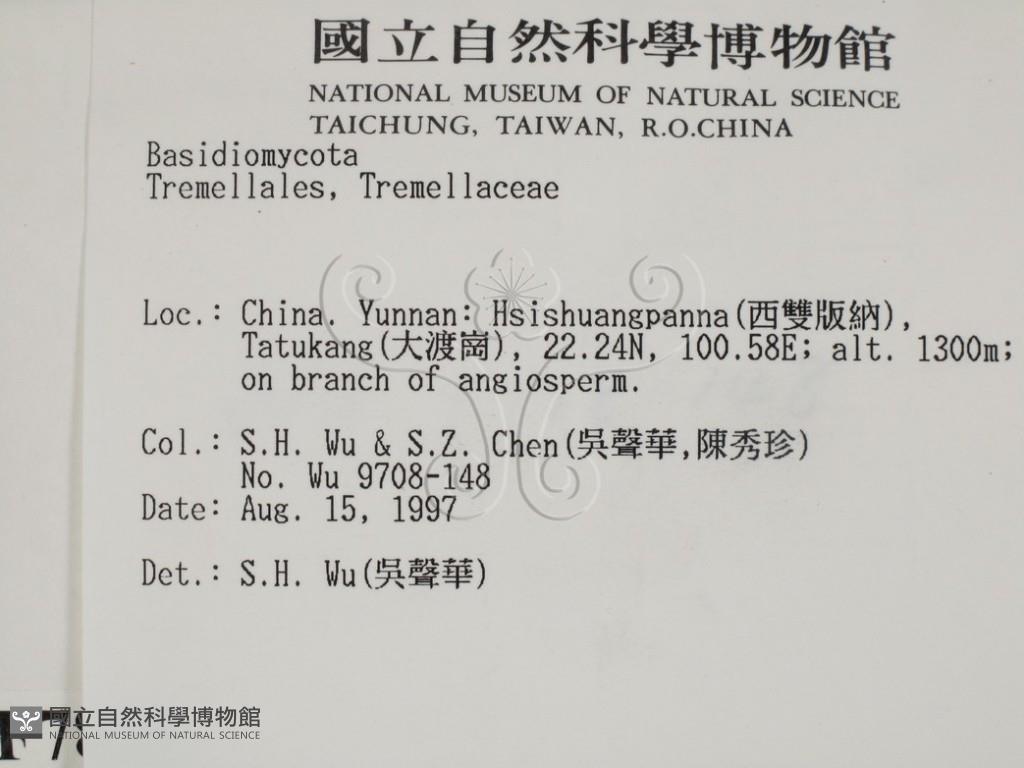 國立自然科學博物館
NATIONAL MUSEUM OF NATURAL SCIENCE
TAICHUNG, TAIWAN, R.O.CHINA
Basidiomycota
Tremellales, Tremellaceae
Loc.: China. Yunnan: Hsishuangpanna(西雙版納),
Tatukang(大渡崗), 22.24N, 100.58E; alt. 1300m;
on branch of angiosperm.
Col.: S.H. Wu & S.Z. Chen(吳聲華,陳秀珍)
No. Wu 9708-148
Date: Aug. 15, 1997
Det.: S.H. Wu(吳聲華)
國立自然科學博物館
NATIONAL MUSEUM OF NATURAL SCIENCE